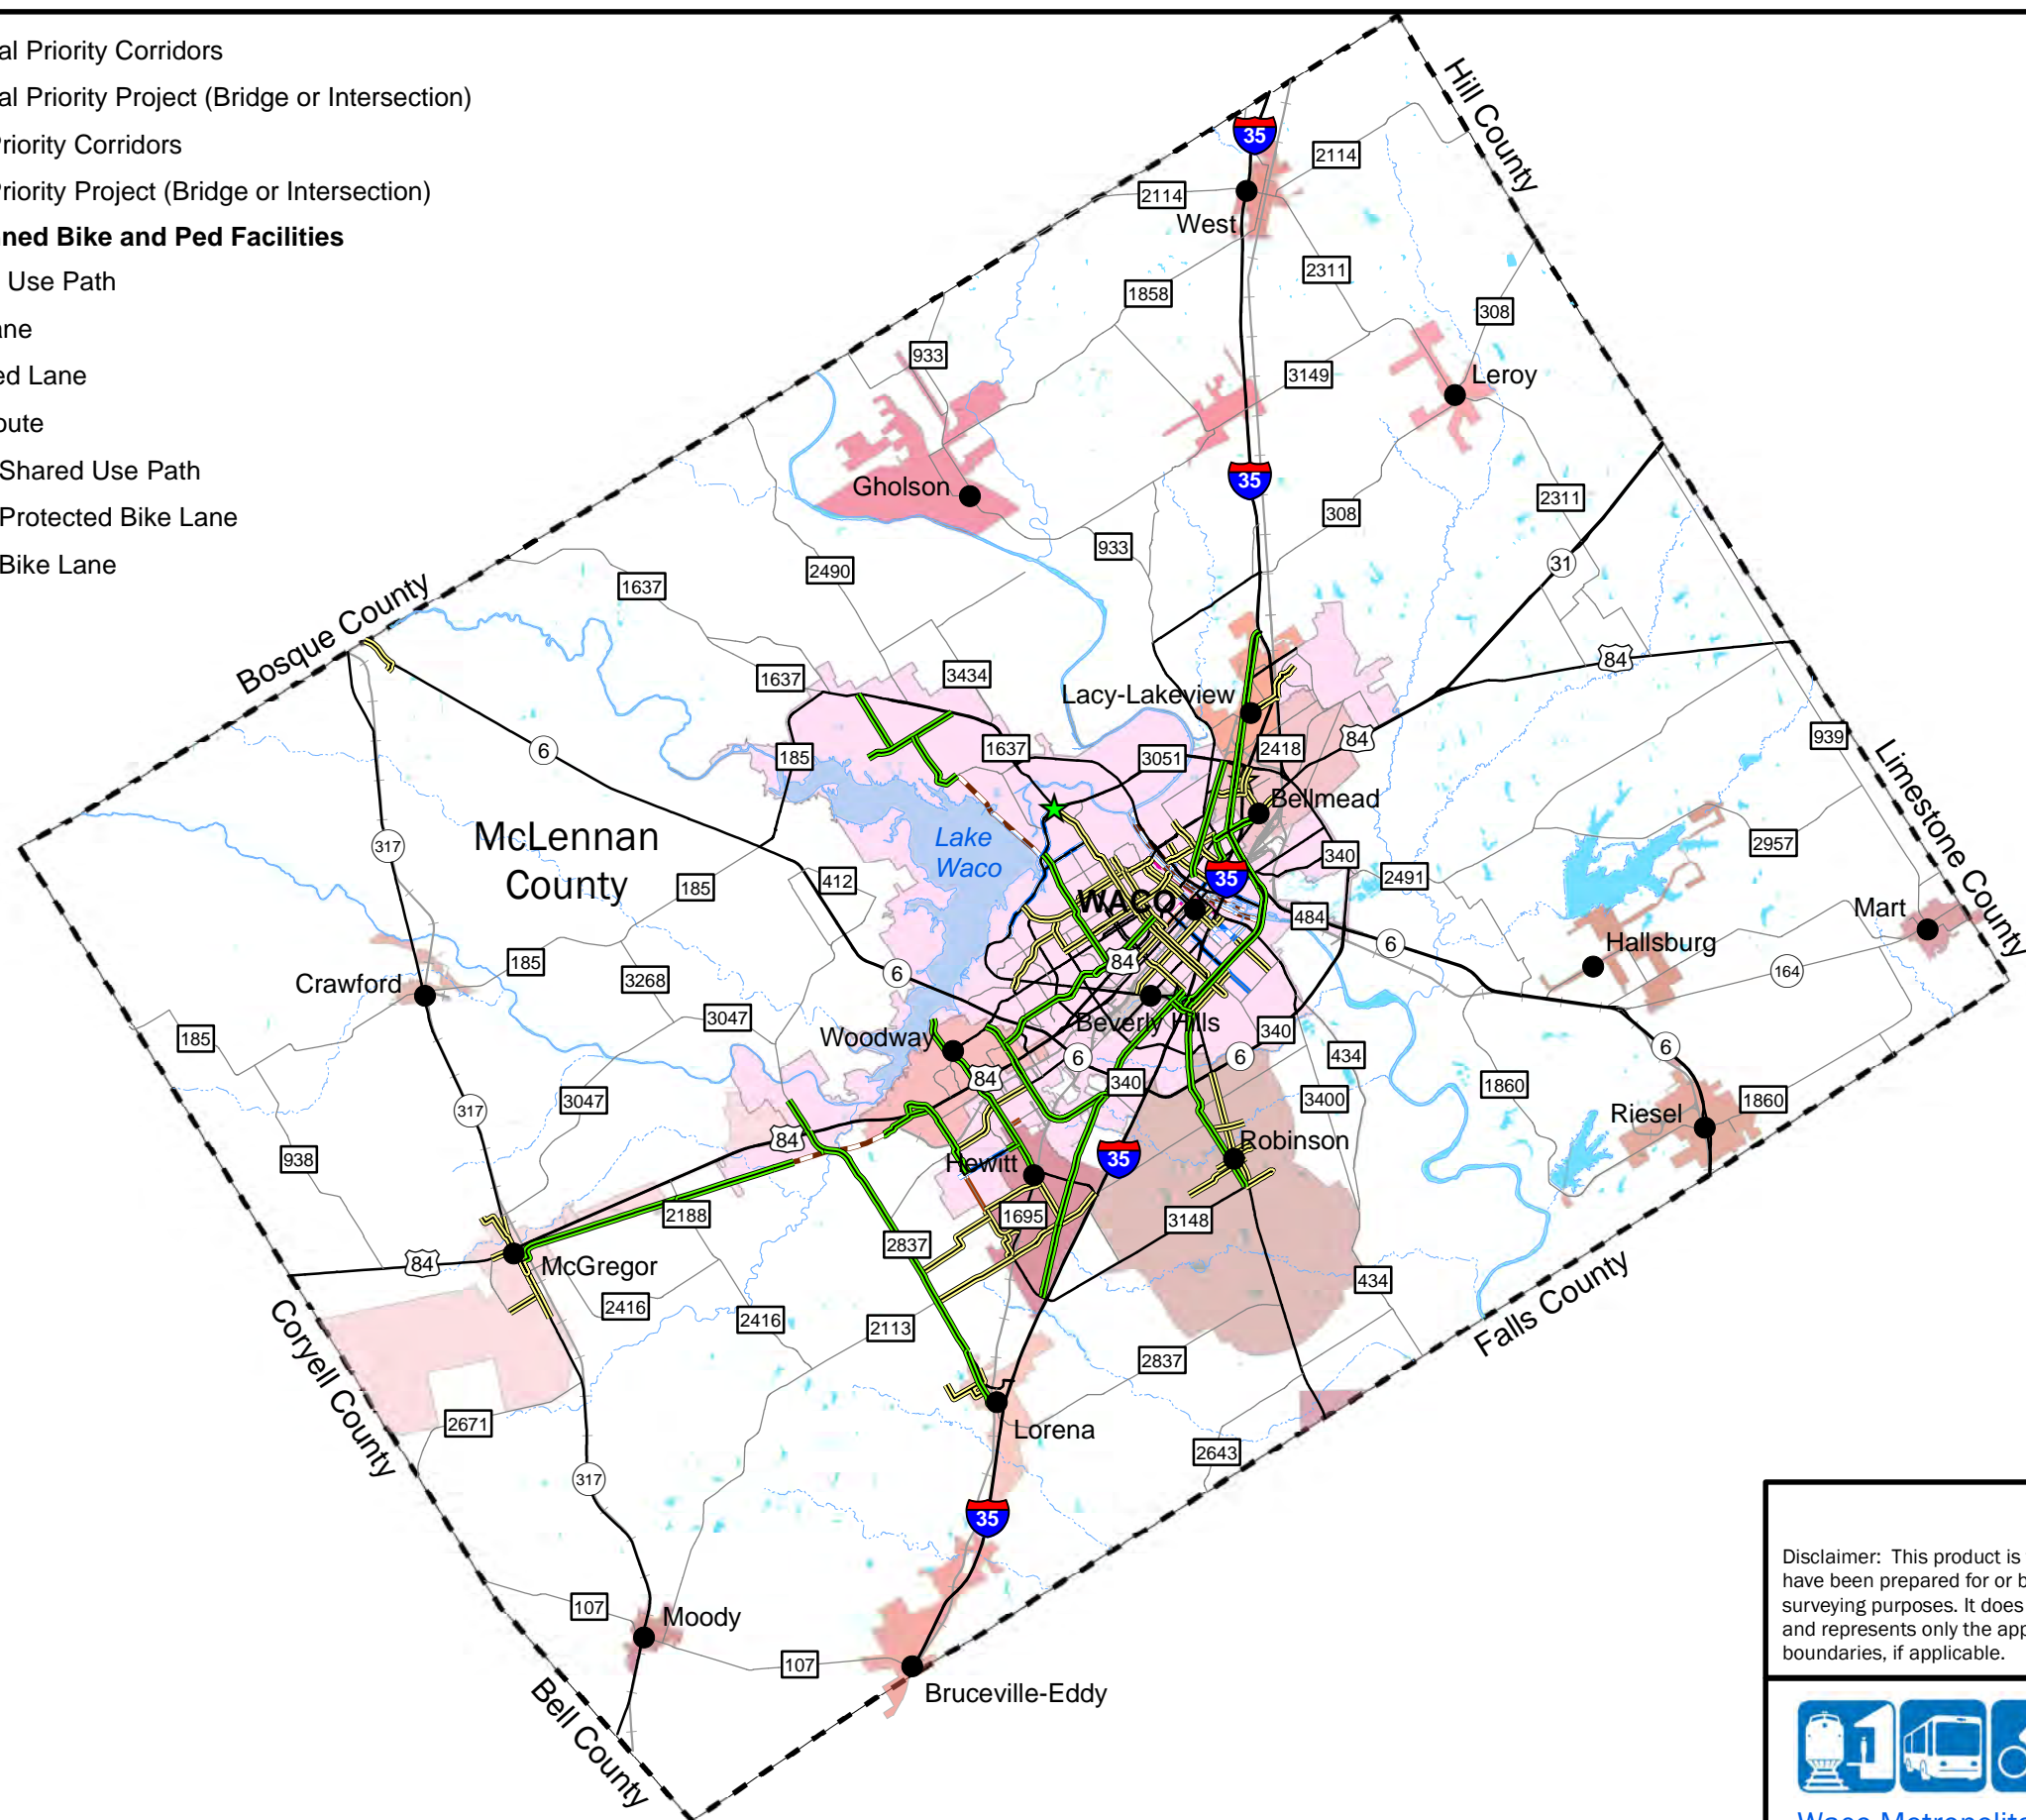 al Priority Corridors
al Priority Project (Bridge or Intersection)
Priority Corridors
Priority Project (Bridge or Intersection)
ned Bike and Ped Facilities
Use Path
ane
ed Lane
oute
Shared Use Path
Protected Bike Lane
Bike Lane
Hill County
35
2114
2114
West
2311
1858
308
933
3149
Leroy
35
Gholson
2311
308
933
31
2490
1637
Bosque County
84
3434
1637
Lacy-Lakeview
939
84
2418
1637
3051
6
185
Limestone County
Bellmead
McLennan
County
317
Lake
Waco
2957
340
35
2491
412
185
WACO
Mart
484
6
Hallsburg
185
84
6
164
Crawford
3268
3047
Beverly Hills
340
185
Woodway
6
6
434
6
84
340
1860
3047
3400
1860
317
Riesel
84
Robinson
938
35
Hewitt
2188
1695
3148
2837
84
McGregor
434
2416
2416
2113
Falls County
2837
Coryell County
2671
Lorena
2643
317
35
Disclaimer: This product is
have been prepared for or b
surveying purposes. It does
and represents only the app
boundaries, if applicable.
107
Moody
107
Bruceville-Eddy
Bell County
Waco Metropolit